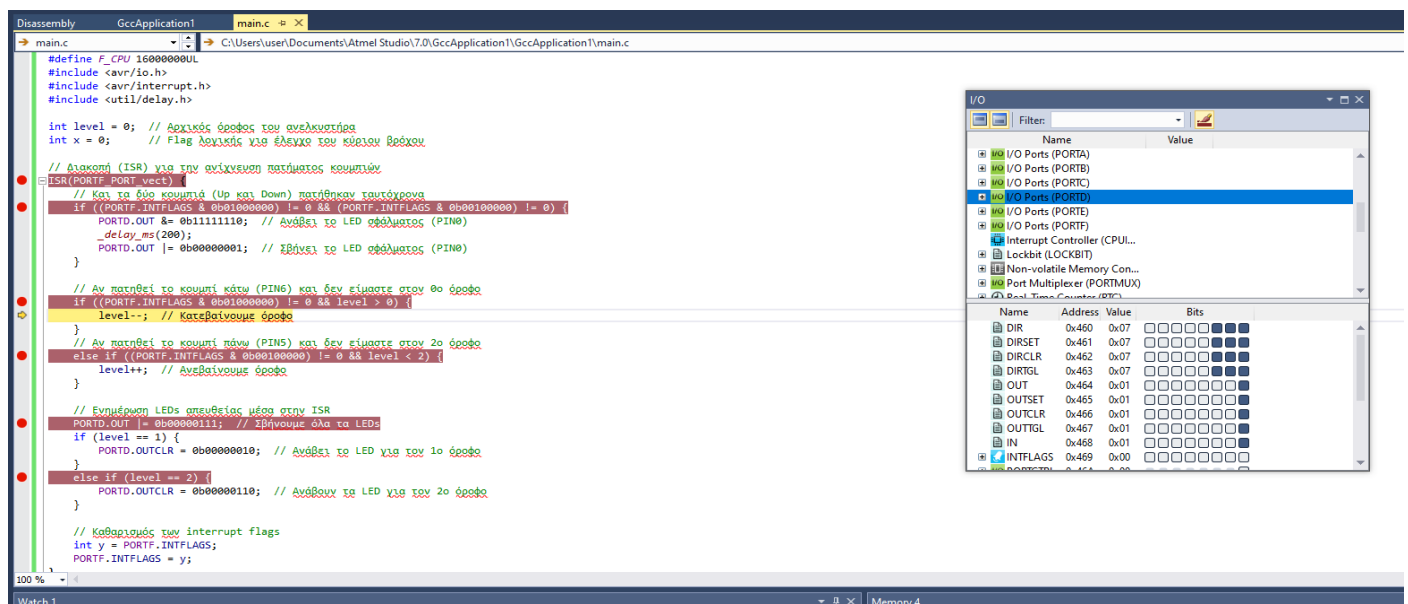 Disassembly GccApplication1 main.c
main.c C:\Users\user\Documents\Atmel Studio\7.0\GccApplication1\GccApplication1\main.c
#define F_CPU 16000000UL
#include <avr/io.h>
#include <avr/interrupt.h>
#include <util/delay.h>
int level = 0; // Αρχικός όροφος του ανελκυστήρα
int x = 0; // Flag λογικής για έλεγχο του κύριου βρόχου
// Διακοπή (ISR) για την ανίχνευση πατήματος κουμπιών
ISR(PORTF_PORT_vect) {
// Και τα δύο κουμπιά (Up και Down) πατήθηκαν ταυτόχρονα
if ((PORTF.INTFLAGS & 0b01000000) != 0 && (PORTF.INTFLAGS & 0b00100000) != 0) {
PORTD.OUT &= 0b11111110; // Ανάβει το LED σφάλματος (PIN0)
_delay_ms(200);
PORTD.OUT |= 0b00000001; // Σβήνει το LED σφάλματος (PIN0)
}
// Αν πατηθεί το κουμπί κάτω (PIN6) και δεν είμαστε στον 0ο όροφο
if ((PORTF.INTFLAGS & 0b01000000) != 0 && level > 0) {
level--; // Κατεβαίνουμε όροφο
}
// Αν πατηθεί το κουμπί πάνω (PIN5) και δεν είμαστε στον 2ο όροφο
else if ((PORTF.INTFLAGS & 0b00100000) != 0 && level < 2) {
level++; // Ανεβαίνουμε όροφο
}
// Ενημέρωση LEDs απευθείας μέσα στην ISR
PORTD.OUT |= 0b00000111; // Σβήνουμε όλα τα LEDs
if (level == 1) {
PORTD.OUTCLR = 0b00000010; // Ανάβει το LED για τον 1ο όροφο
}
else if (level == 2) {
PORTD.OUTCLR = 0b00000110; // Ανάβουν τα LED για τον 2ο όροφο
}
// Καθαρισμός των interrupt flags
int y = PORTF.INTFLAGS;
PORTF.INTFLAGS = y;
100 %
Watch 1 Memory 4
I/O
Filter:
Name Value
I/O Ports (PORTA)
I/O Ports (PORTB)
I/O Ports (PORTC)
I/O Ports (PORTD)
I/O Ports (PORTE)
I/O Ports (PORTF)
Interrupt Controller (CPUI...
Lockbit (LOCKBIT)
Non-volatile Memory Con...
Port Multiplexer (PORTMUX)
Real-Time Counter (RTC)
Name Address Value Bits
DIR 0x460 0x07
DIRSET 0x461 0x07
DIRCLR 0x462 0x07
DIRTGL 0x463 0x07
OUT 0x464 0x01
OUTSET 0x465 0x01
OUTCLR 0x466 0x01
OUTTGL 0x467 0x01
IN 0x468 0x01
INTFLAGS 0x469 0x00